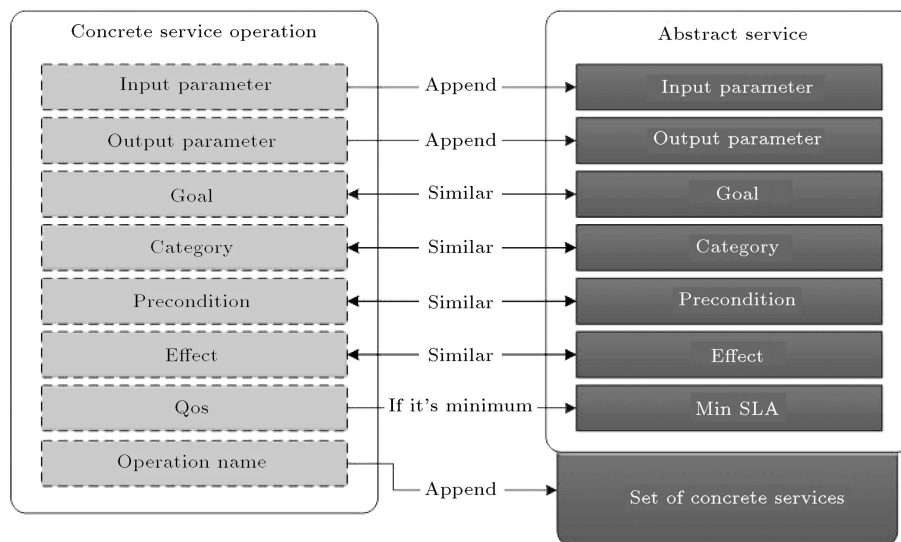 Concrete service operation
Abstract service
Input parameter
Append
Input parameter
Output parameter
Append
Output parameter
Goal
Similar
Goal
Category
Similar
Category
Precondition
Similar
Precondition
Effect
Similar
Effect
Qos
If it's minimum
Min SLA
Operation name
Append
Set of concrete services